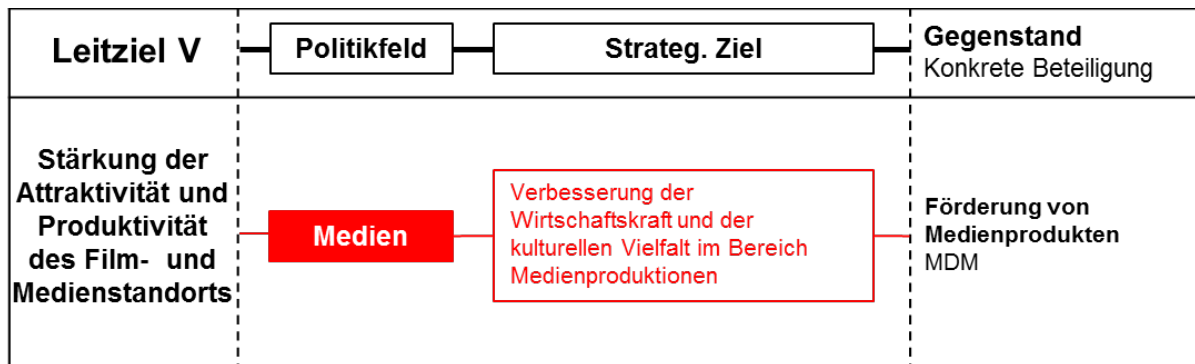 Leitziel V
Politikfeld
Strateg. Ziel
Gegenstand
Konkrete Beteiligung
Stärkung der
Attraktivität und
Produktivität
des Film- und
Medienstandorts
Medien
Verbesserung der
Wirtschaftskraft und der
kulturellen Vielfalt im Bereich
Medienproduktionen
Förderung von
Medienprodukten
MDM